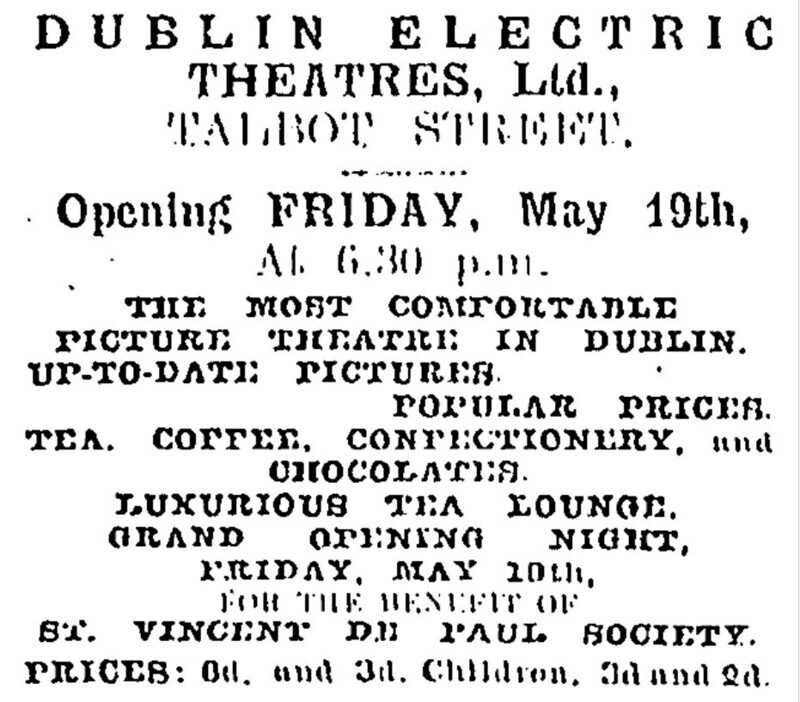 DUBLIN ELECTRIC
THEATRES, Ltd.,
TALBOT STREET.
Opening FRIDAY, May 19th,
At 6.30 p.m.
THE MOST COMFORTABLE
PICTURE THEATRE IN DUBLIN.
UP-TO-DATE PICTURES.
POPULAR PRICES.
TEA, COFFEE, CONFECTIONERY, and
CHOCOLATES.
LUXURIOUS TEA LOUNGE.
GRAND OPENING NIGHT,
FRIDAY, MAY 19th,
FOR THE BENEFIT OF
ST. VINCENT DE PAUL SOCIETY.
PRICES: 6d. and 3d. Children, 3d and 2d.